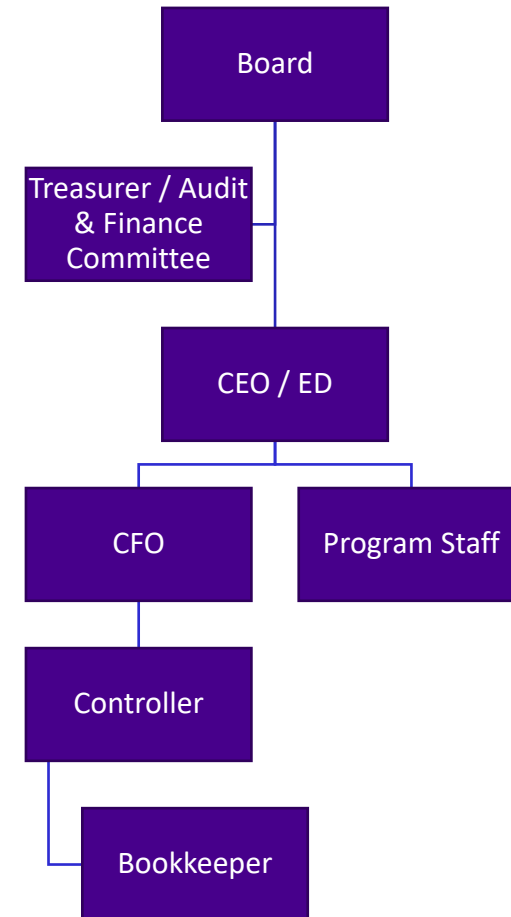 Board
Treasurer / Audit
& Finance
Committee
CEO / ED
CFO
Program Staff
Controller
Bookkeeper